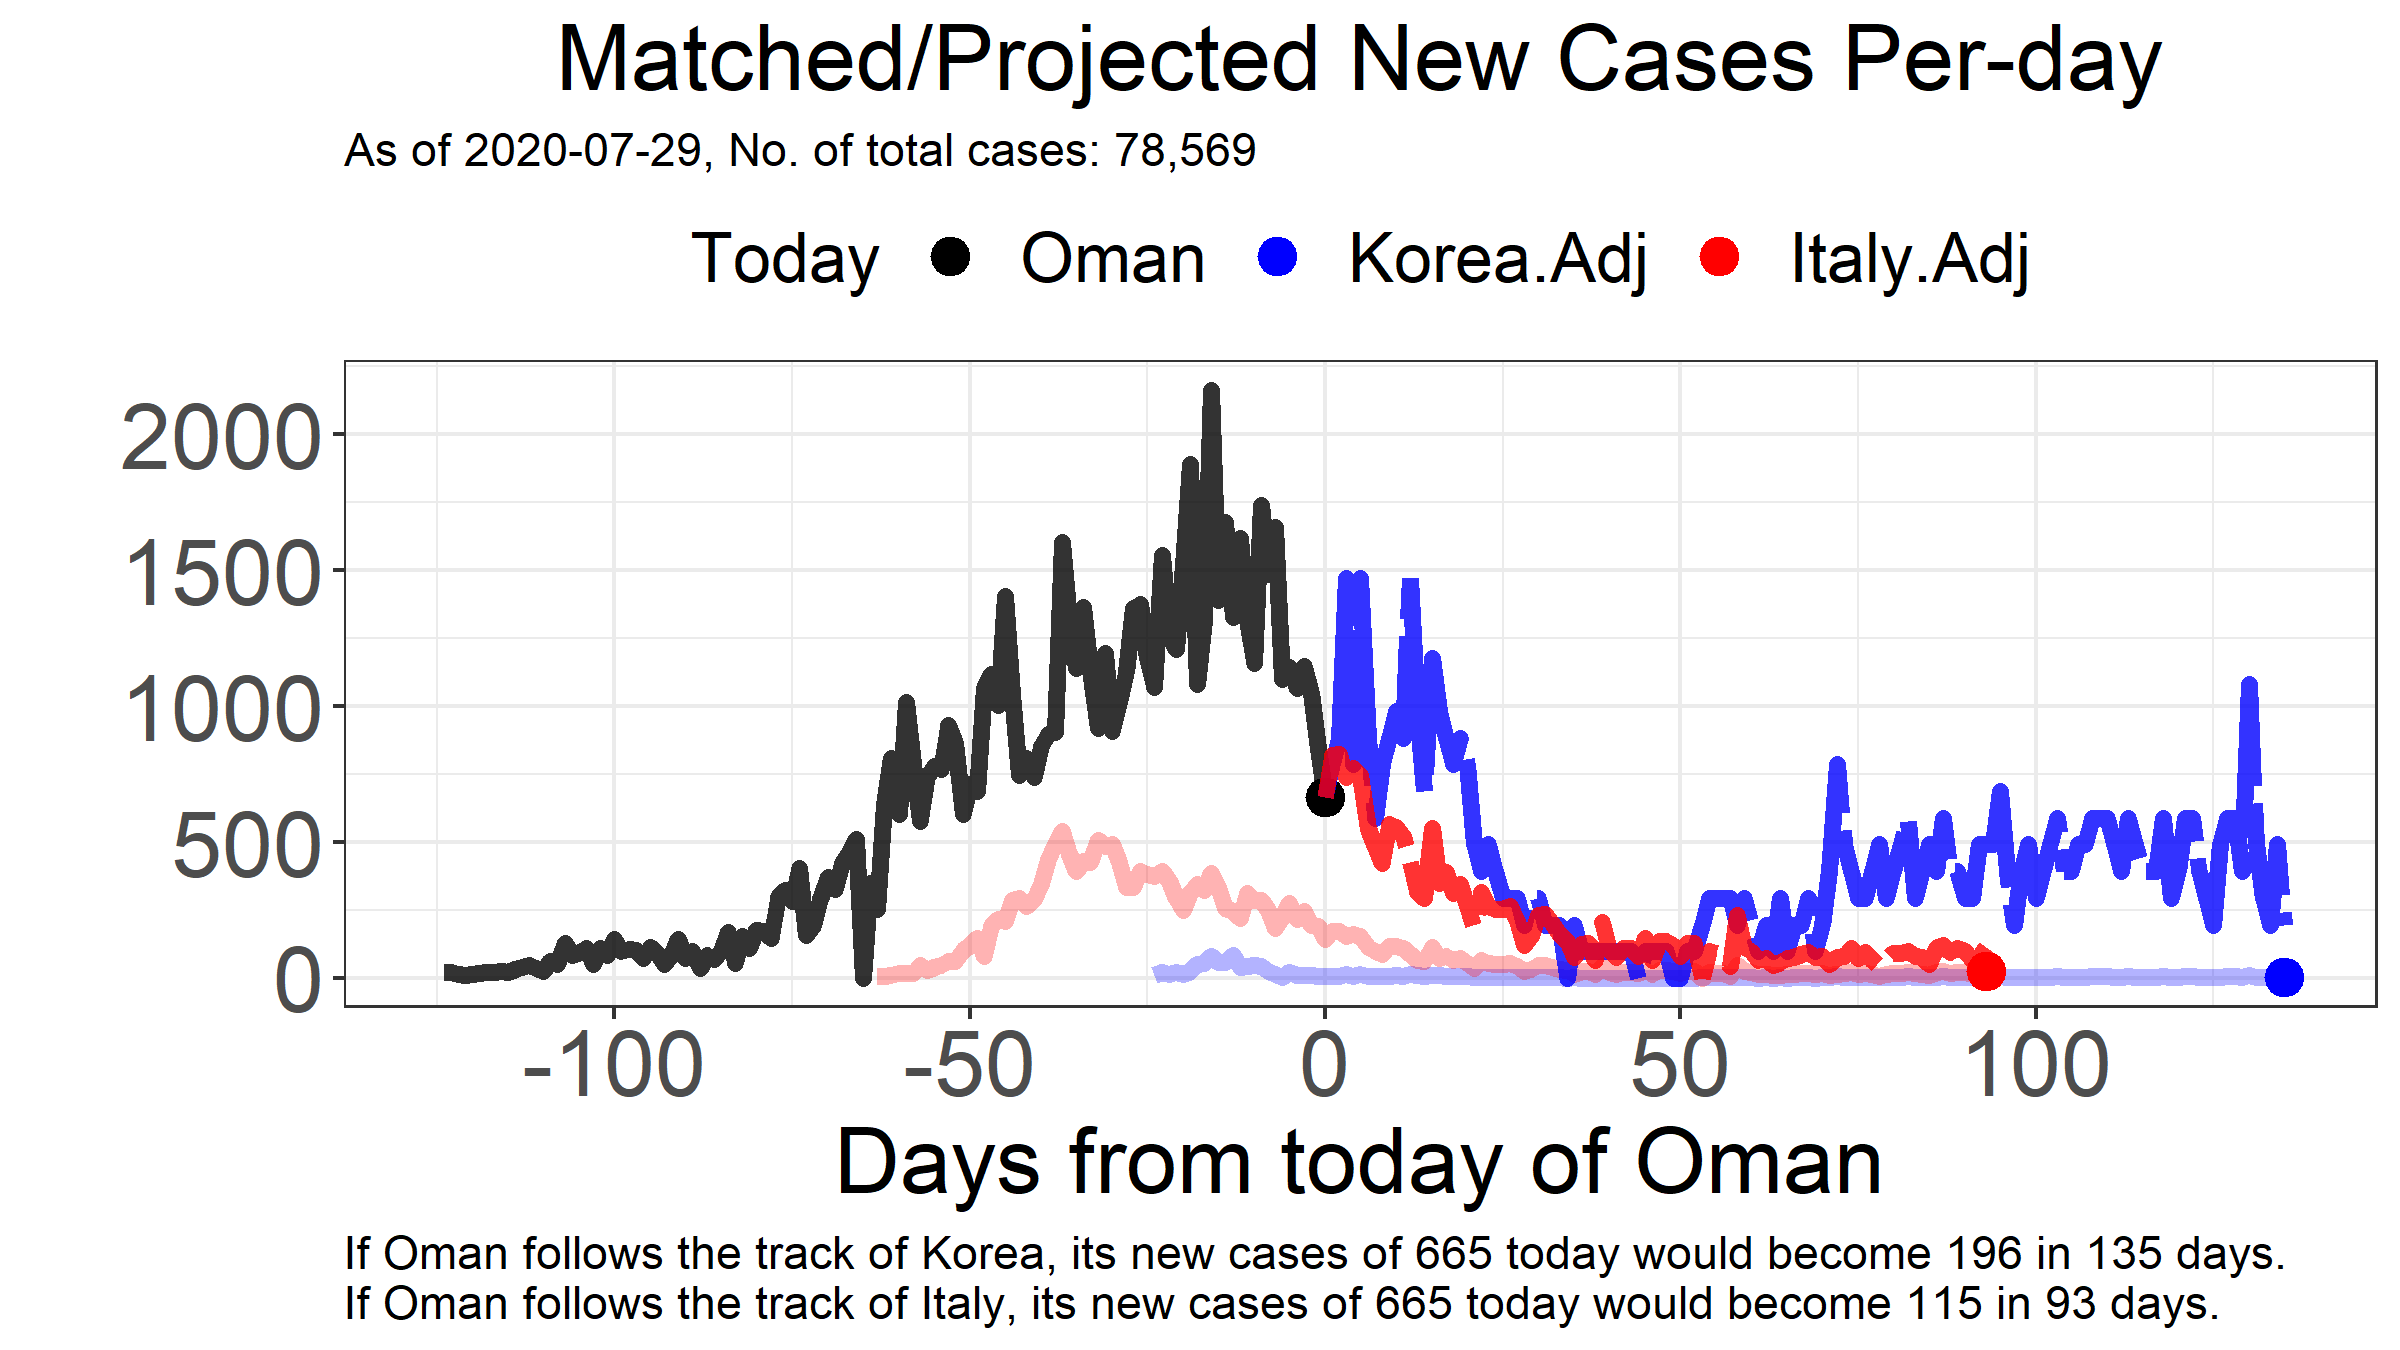 Matched/Projected New Cases Per-day
As of 2020-07-29, No. of total cases: 78,569
Today Oman Korea.Adj Italy.Adj
2000
1500
1000
500
0
-100 -50 0 50 100
Days from today of Oman
If Oman follows the track of Korea, its new cases of 665 today would become 196 in 135 days.
If Oman follows the track of Italy, its new cases of 665 today would become 115 in 93 days.